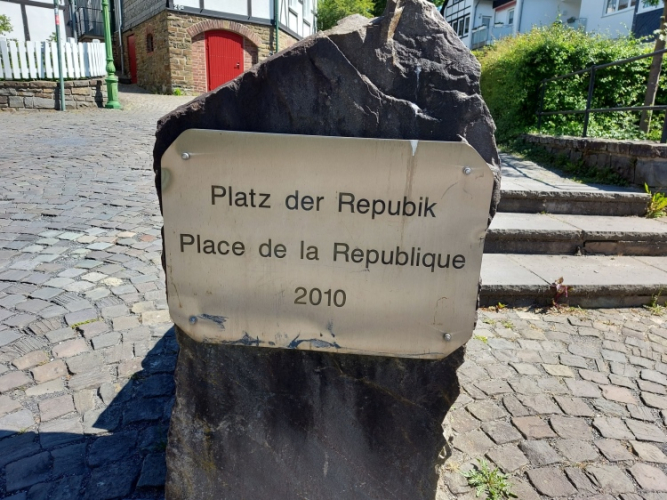 Platz der Repubik
Place de la Republique
2010